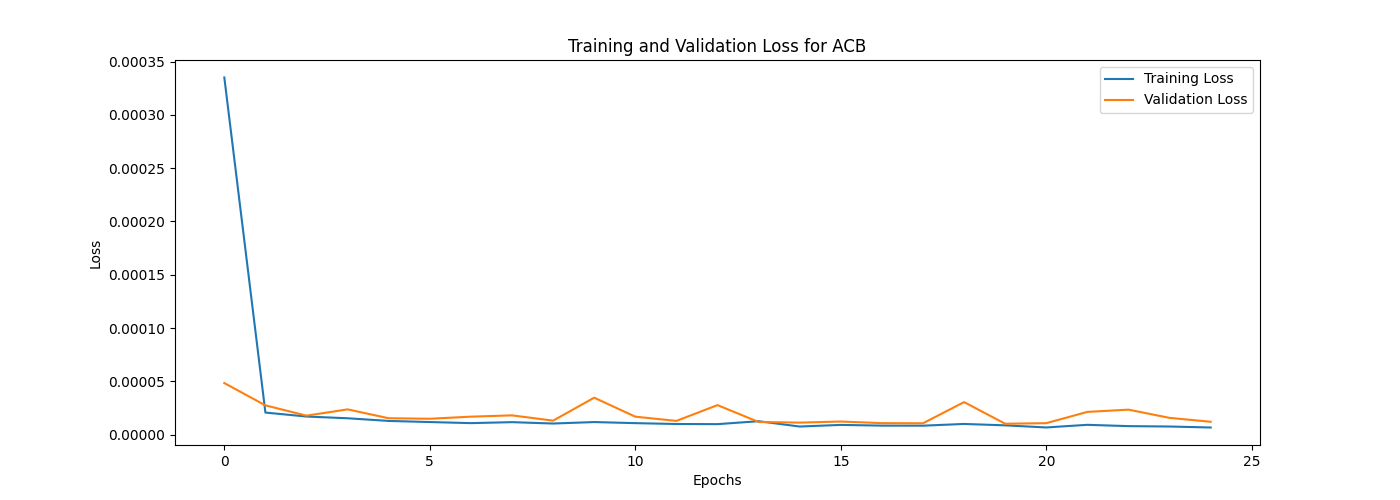 Training and Validation Loss for ACB
Training Loss
Validation Loss
Loss
0.00035
0.00030
0.00025
0.00020
0.00015
0.00010
0.00005
0.00000
0 5 10 15 20 25
Epochs